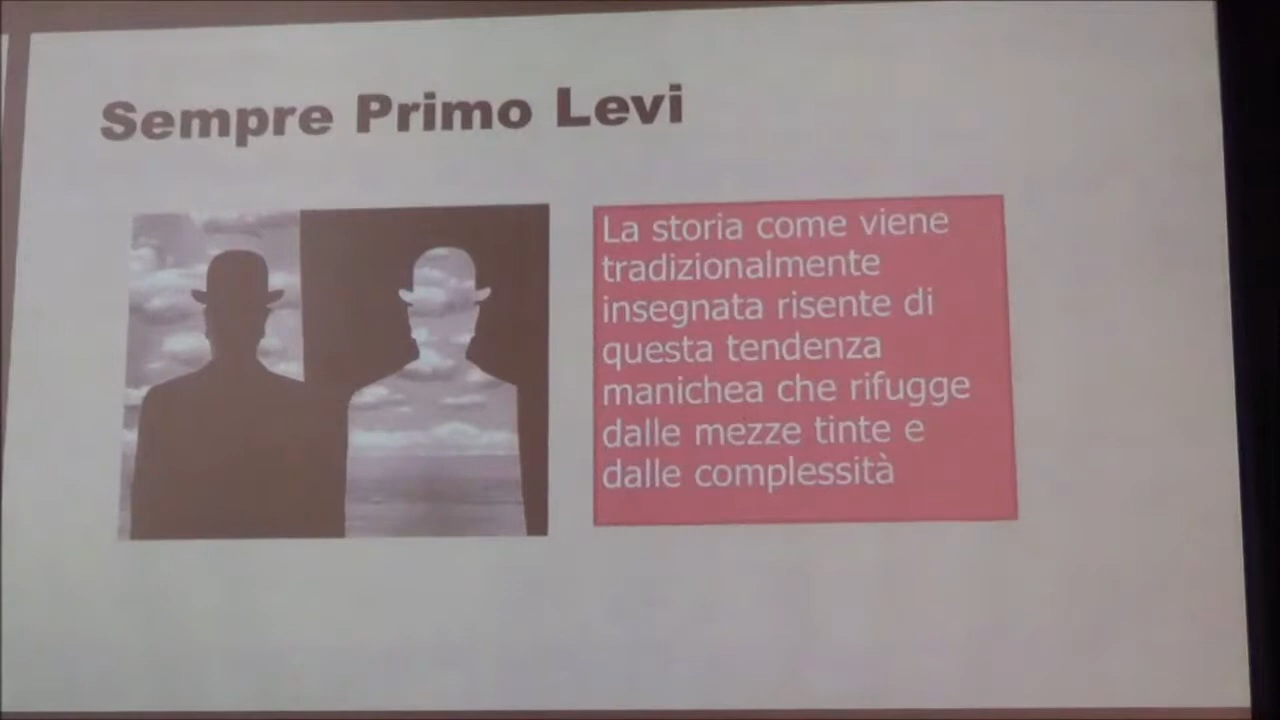 Sempre Primo Levi
La storia come viene
tradizionalmente
insegnata risente di
questa tendenza
manichea che rifugge
dalle mezze tinte e
dalle complessità